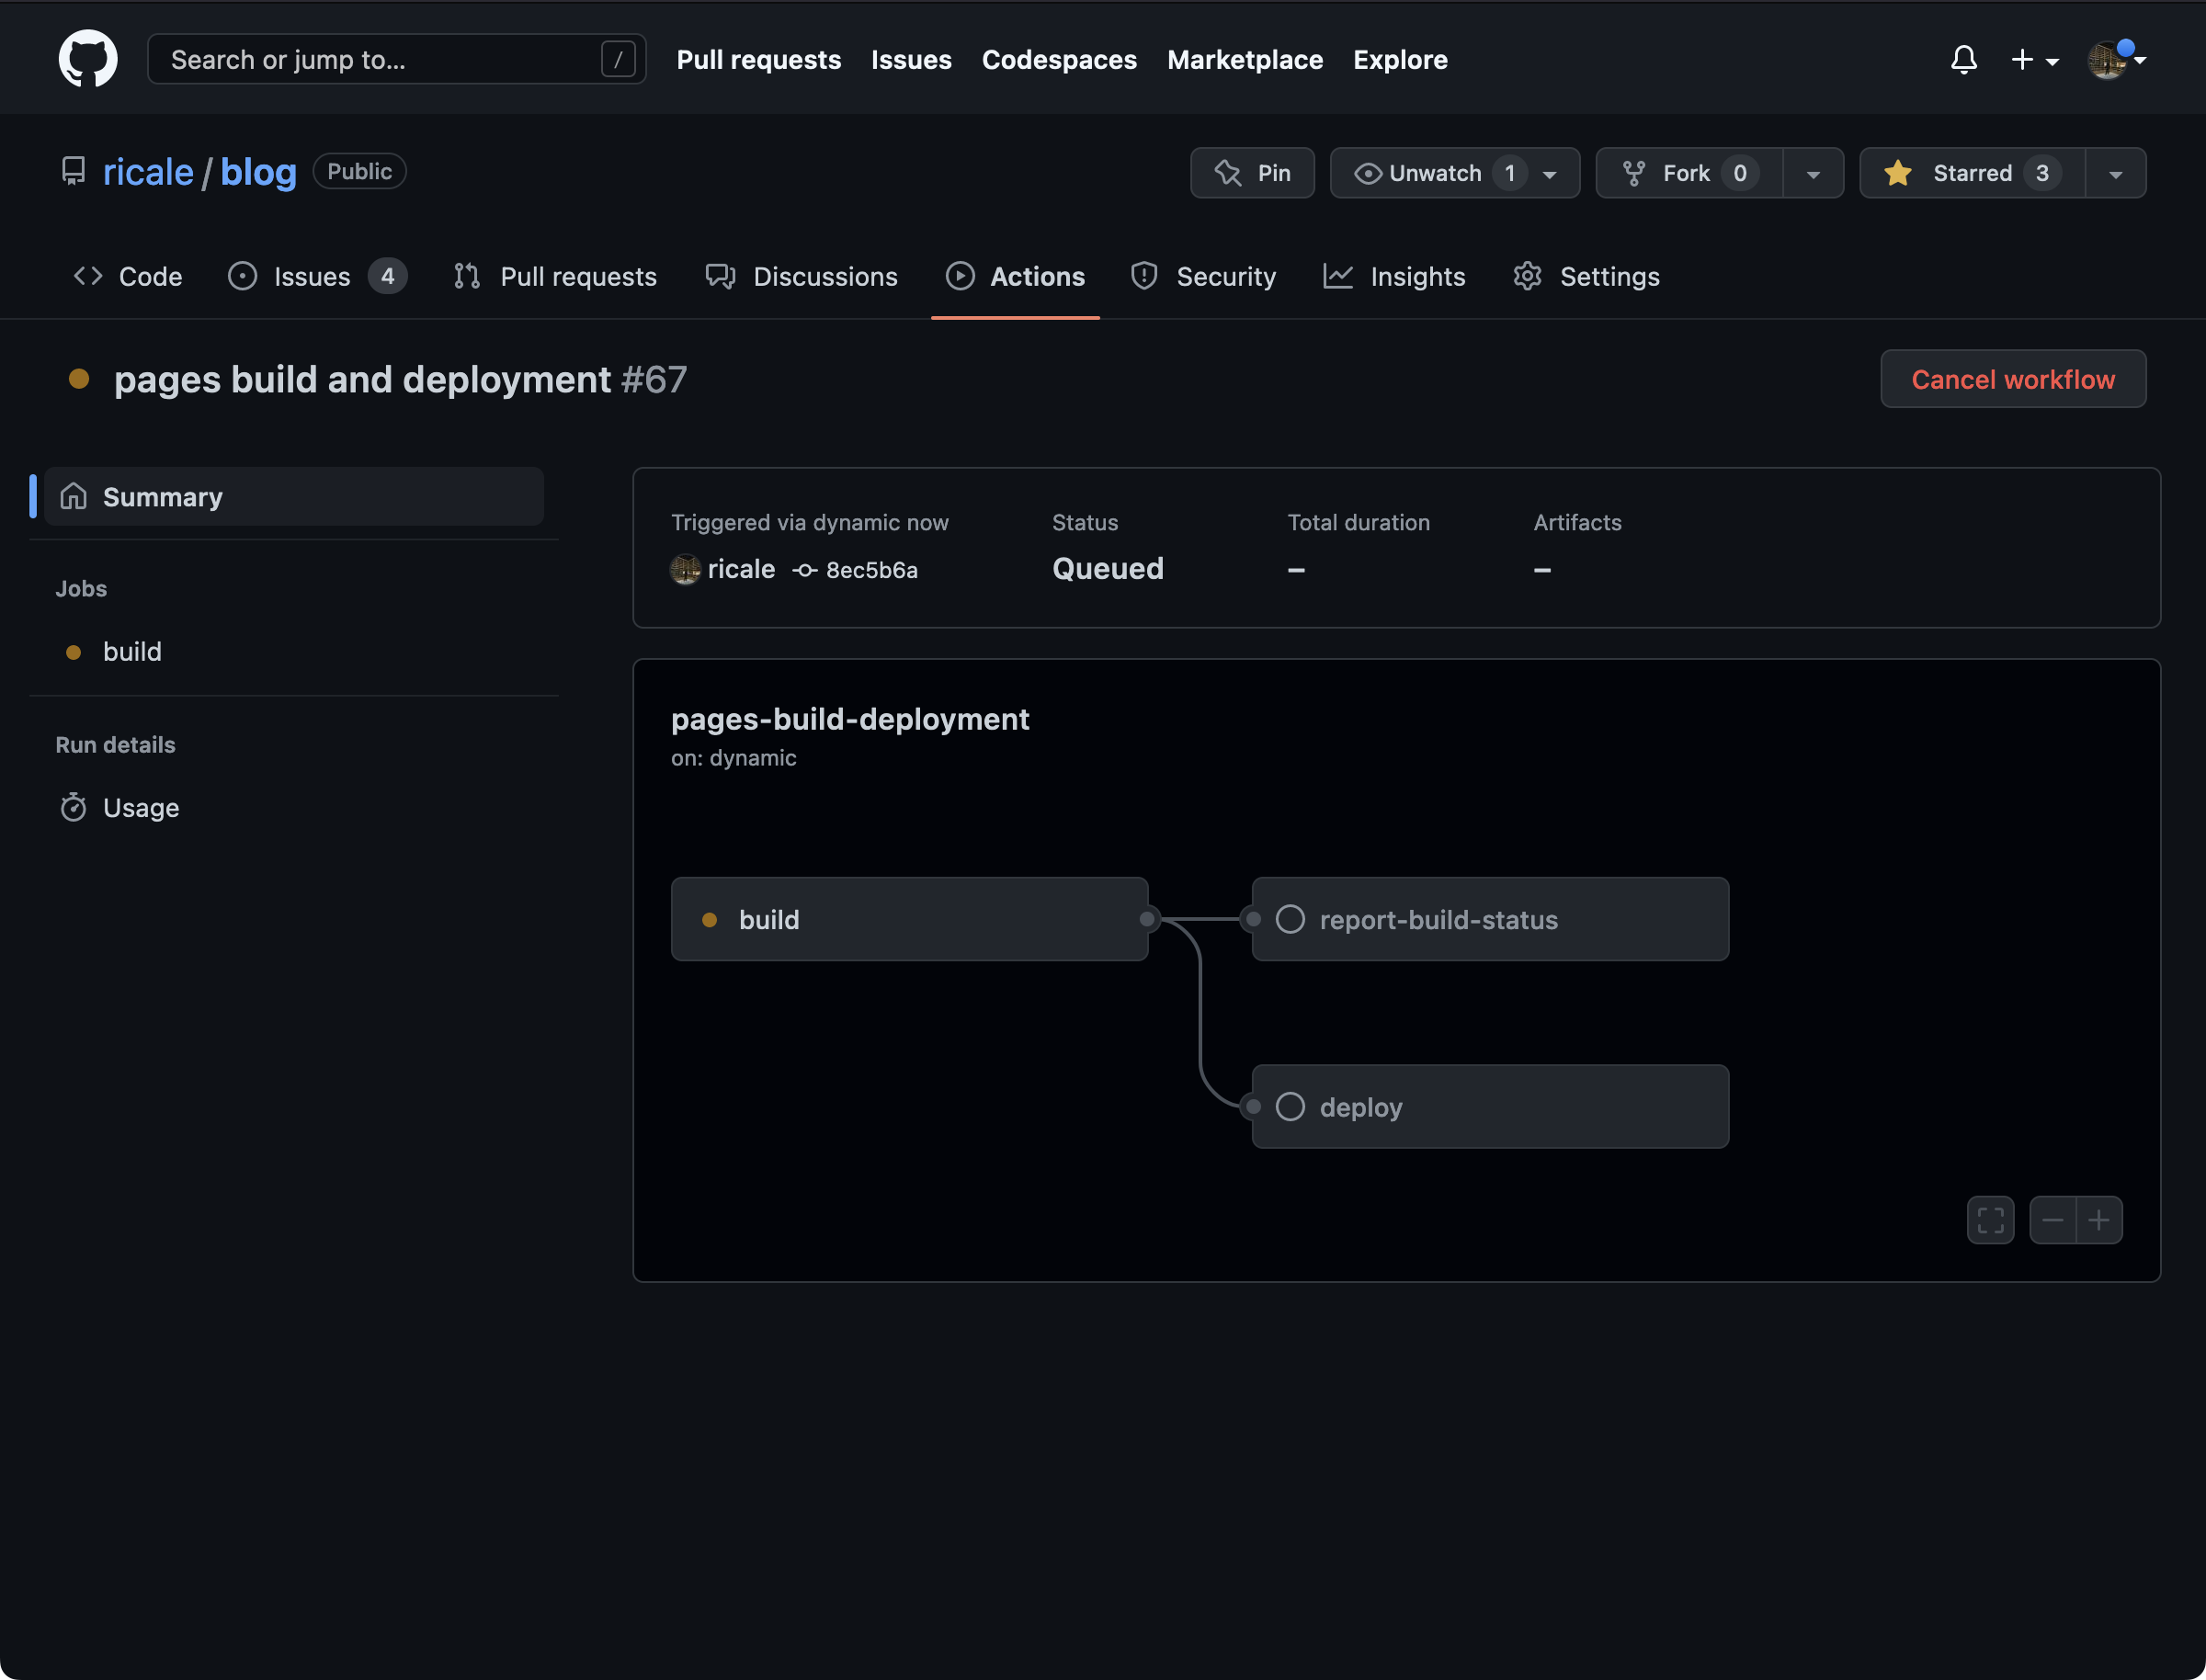 Search or jump to... /
Pull requests
Issues
Codespaces
Marketplace
Explore
ricale / blog
Public
Pin
Unwatch 1
Fork 0
Starred 3
Code
Issues 4
Pull requests
Discussions
Actions
Security
Insights
Settings
pages build and deployment #67
Cancel workflow
Summary
Jobs
build
Run details
Usage
Triggered via dynamic now
ricale 8ec5b6a
Status
Queued
Total duration
–
Artifacts
–
pages-build-deployment
on: dynamic
build
report-build-status
deploy